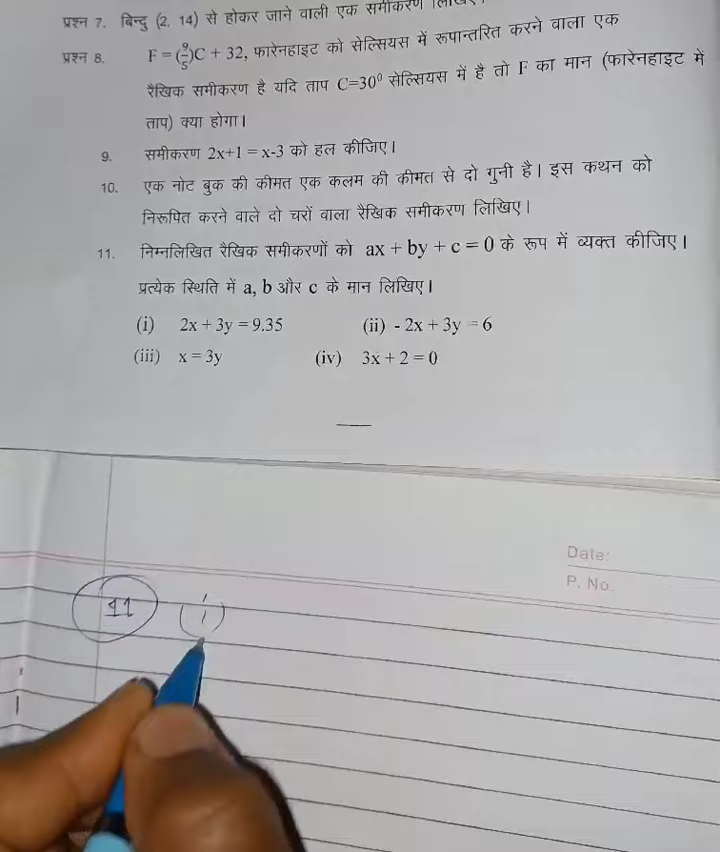 प्रश्न 7. बिन्दु (2, 14) से होकर जाने वाली एक समीकरण लिखिए।
प्रश्न 8. F = (9/5)C + 32, फारेनहाइट को सेल्सियस में रूपान्तरित करने वाला एक
रैखिक समीकरण है यदि ताप C=30⁰ सेल्सियस में है तो F का मान (फारेनहाइट में
ताप) क्या होगा।
9. समीकरण 2x+1 = x-3 को हल कीजिए।
10. एक नोट बुक की कीमत एक कलम की कीमत से दो गुनी है। इस कथन को
निरूपित करने वाले दो चरों वाला रैखिक समीकरण लिखिए।
11. निम्नलिखित रैखिक समीकरणों को ax + by + c = 0 के रूप में व्यक्त कीजिए।
प्रत्येक स्थिति में a, b और c के मान लिखिए।
(i) 2x + 3y = 9.35 (ii) - 2x + 3y = 6
(iii) x = 3y (iv) 3x + 2 = 0
Date:
P. No.
11 (i)